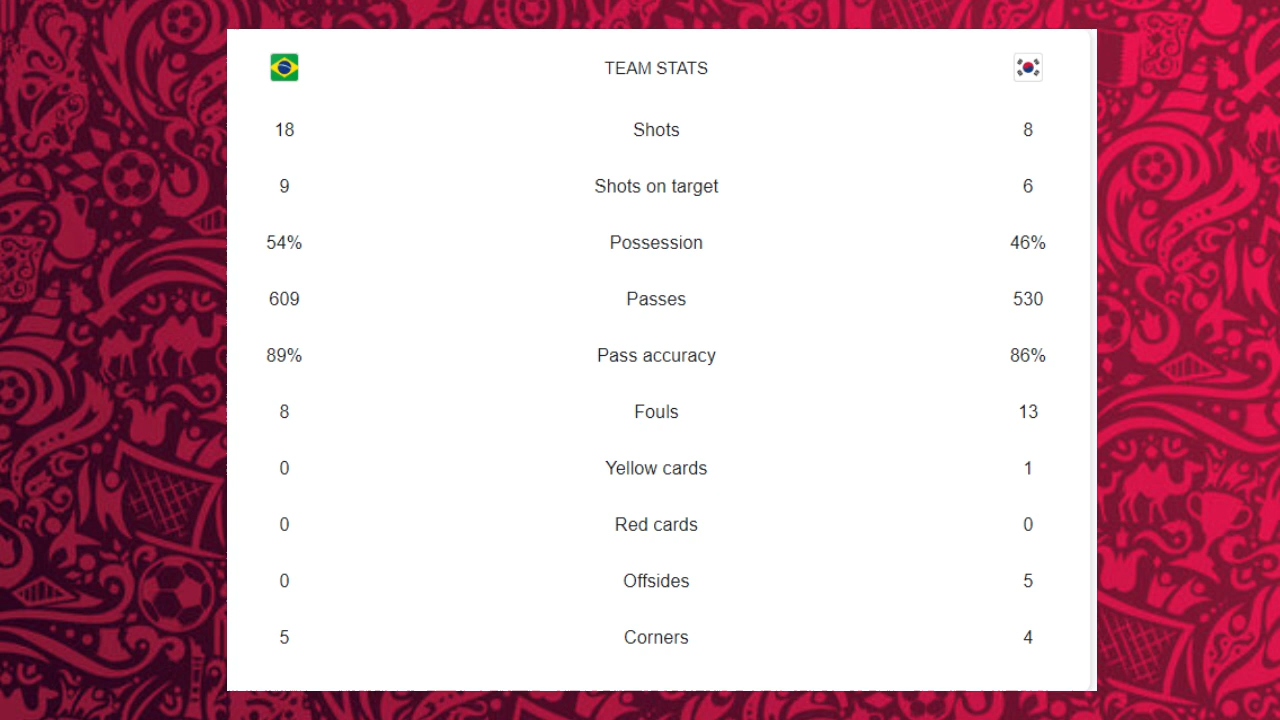 TEAM STATS
18 Shots 8
9 Shots on target 6
54% Possession 46%
609 Passes 530
89% Pass accuracy 86%
8 Fouls 13
0 Yellow cards 1
0 Red cards 0
0 Offsides 5
5 Corners 4